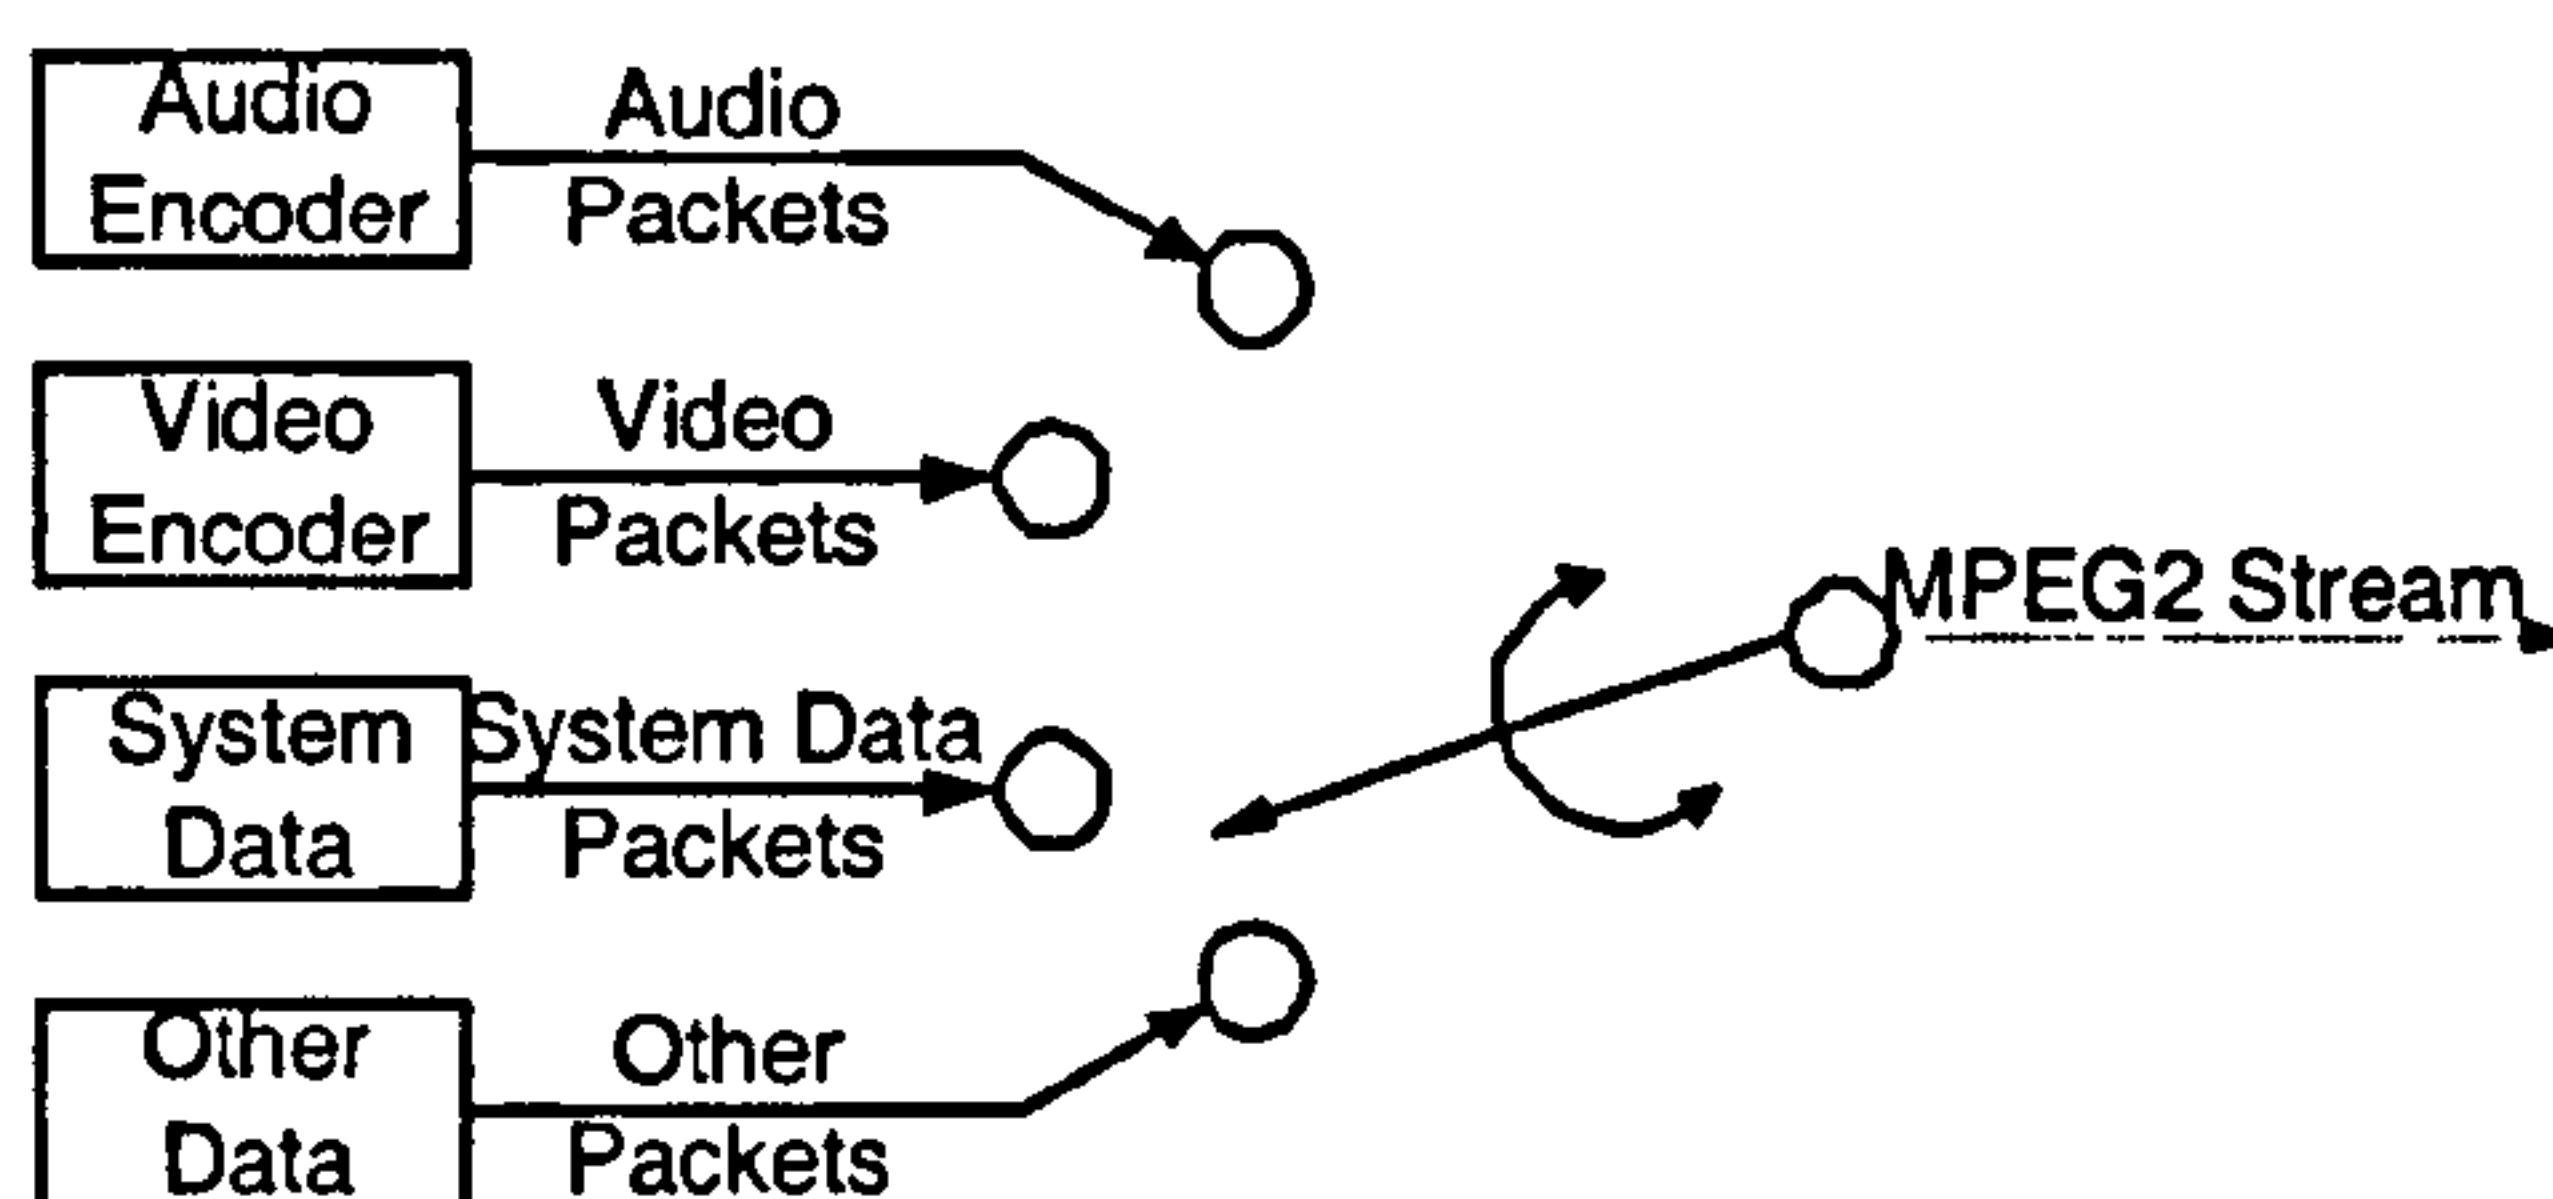 Audio
Encoder
Audio
Packets
Video
Encoder
Video
Packets
MPEG2 Stream
System
Data
System Data
Packets
Other
Data
Other
Packets